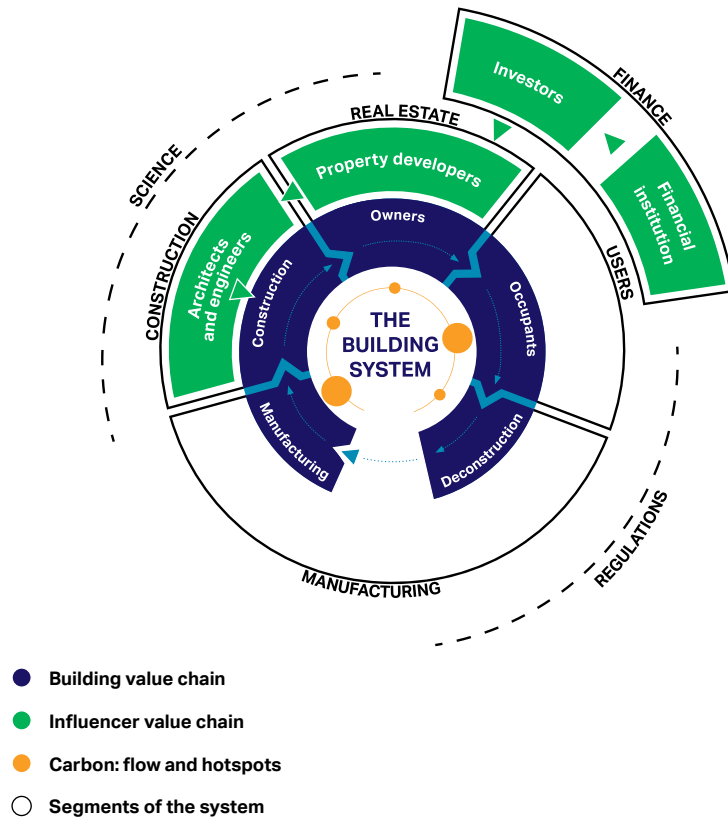 FINANCE
Investors
Financial
institution
REAL ESTATE
Property developers
SCIENCE
CONSTRUCTION
Architects
and engineers
USERS
Owners
Construction
Occupants
THE
BUILDING
SYSTEM
Manufacturing
Deconstruction
REGULATIONS
MANUFACTURING
Building value chain
Influencer value chain
Carbon: flow and hotspots
Segments of the system